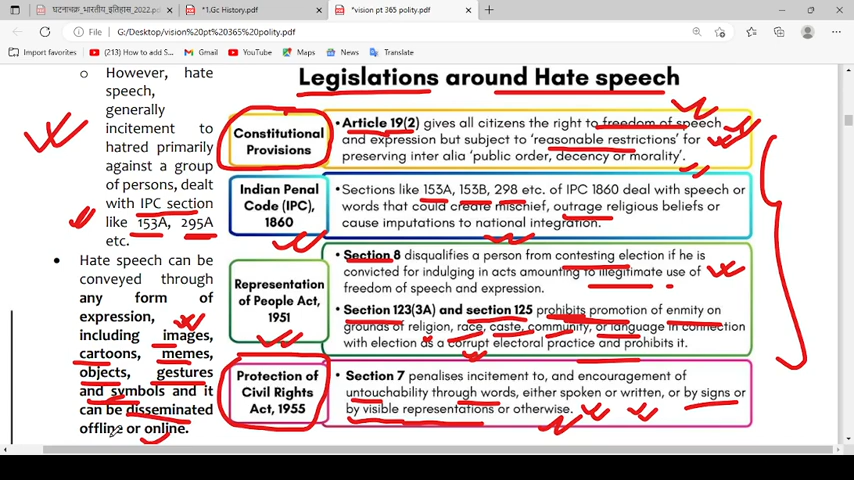 घटनाचक्र_भारतीय_इतिहास_2022.pd
*1.Gc History.pdf
*vision pt 365 polity.pdf
File
G:/Desktop/vision%20pt%20365%20polity.pdf
Import favorites
(213) How to add S...
Gmail
YouTube
Maps
News
Translate
o However, hate
speech,
generally
incitement to
hatred primarily
against a group
of persons, dealt
with IPC section
like 153A, 295A
etc.
• Hate speech can be
conveyed through
any form of
expression,
including images,
cartoons, memes,
objects, gestures
and symbols and it
can be disseminated
offline or online.
Legislations around Hate speech
Constitutional
Provisions
• Article 19(2) gives all citizens the right to freedom of speech
and expression but subject to 'reasonable restrictions' for
preserving inter alia 'public order, decency or morality'.
Indian Penal
Code (IPC),
1860
• Sections like 153A, 153B, 298 etc. of IPC 1860 deal with speech or
words that could create mischief, outrage religious beliefs or
cause imputations to national integration.
Representation
of People Act,
1951
• Section 8 disqualifies a person from contesting election if he is
convicted for indulging in acts amounting to illegitimate use of
freedom of speech and expression.
• Section 123(3A) and section 125 prohibits promotion of enmity on
grounds of religion, race, caste, community, or language in connection
with election as a corrupt electoral practice and prohibits it.
Protection of
Civil Rights
Act, 1955
• Section 7 penalises incitement to, and encouragement of
untouchability through words, either spoken or written, or by signs or
by visible representations or otherwise.